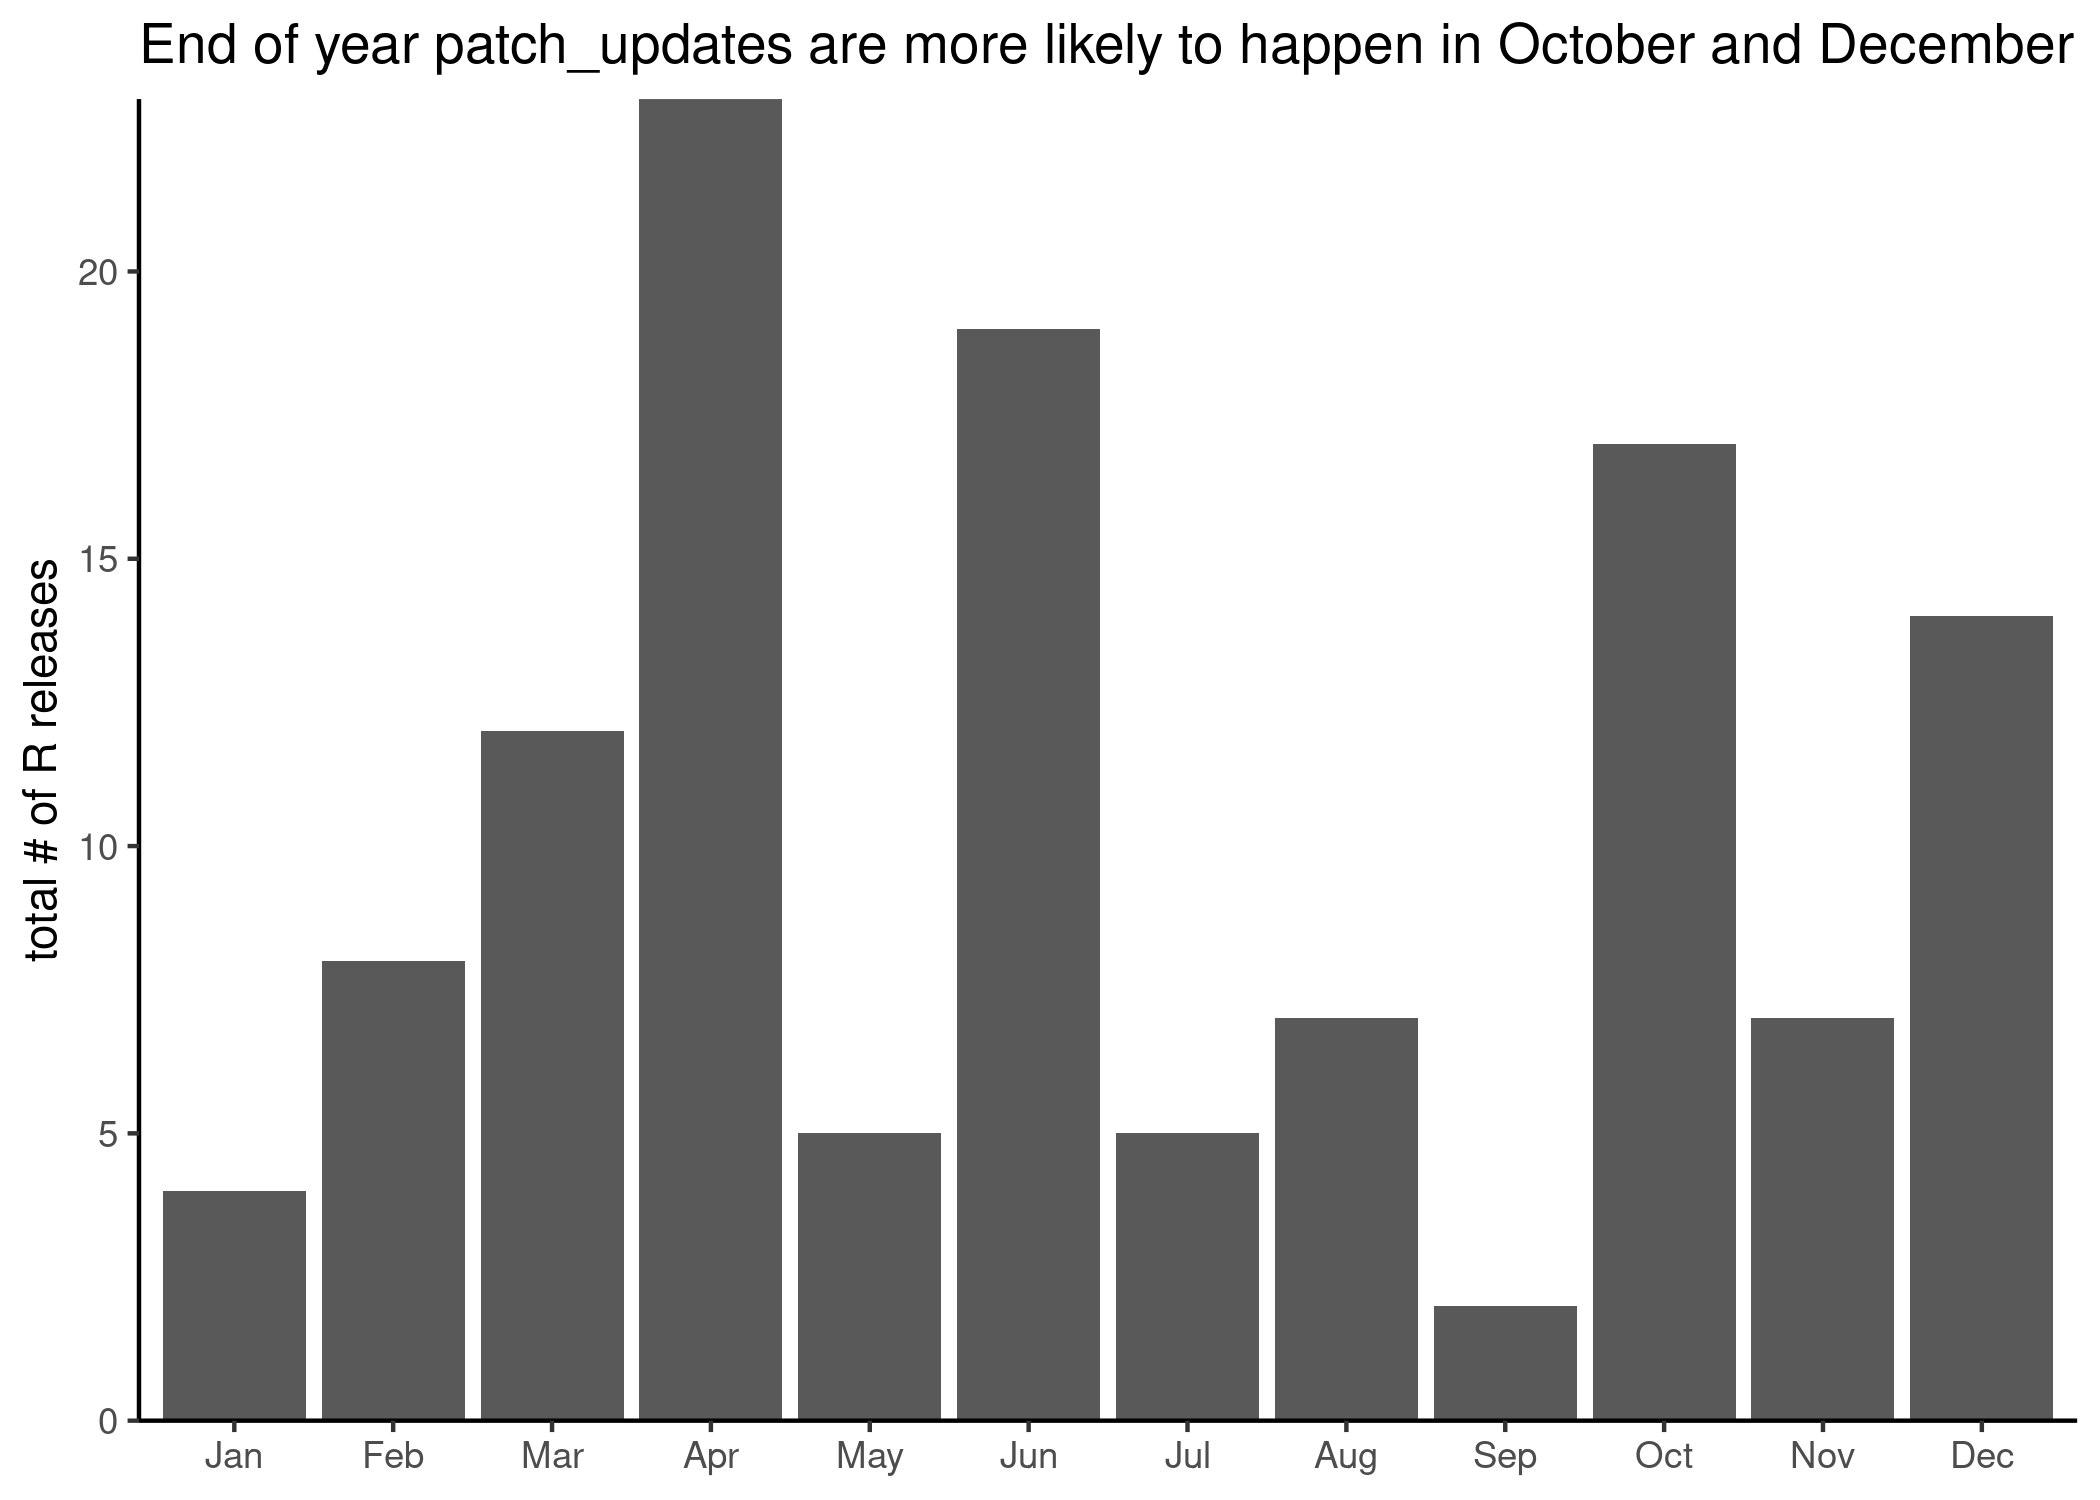 End of year patch_updates are more likely to happen in October and December
total # of R releases
20
15
10
5
0
Jan Feb Mar Apr May Jun Jul Aug Sep Oct Nov Dec